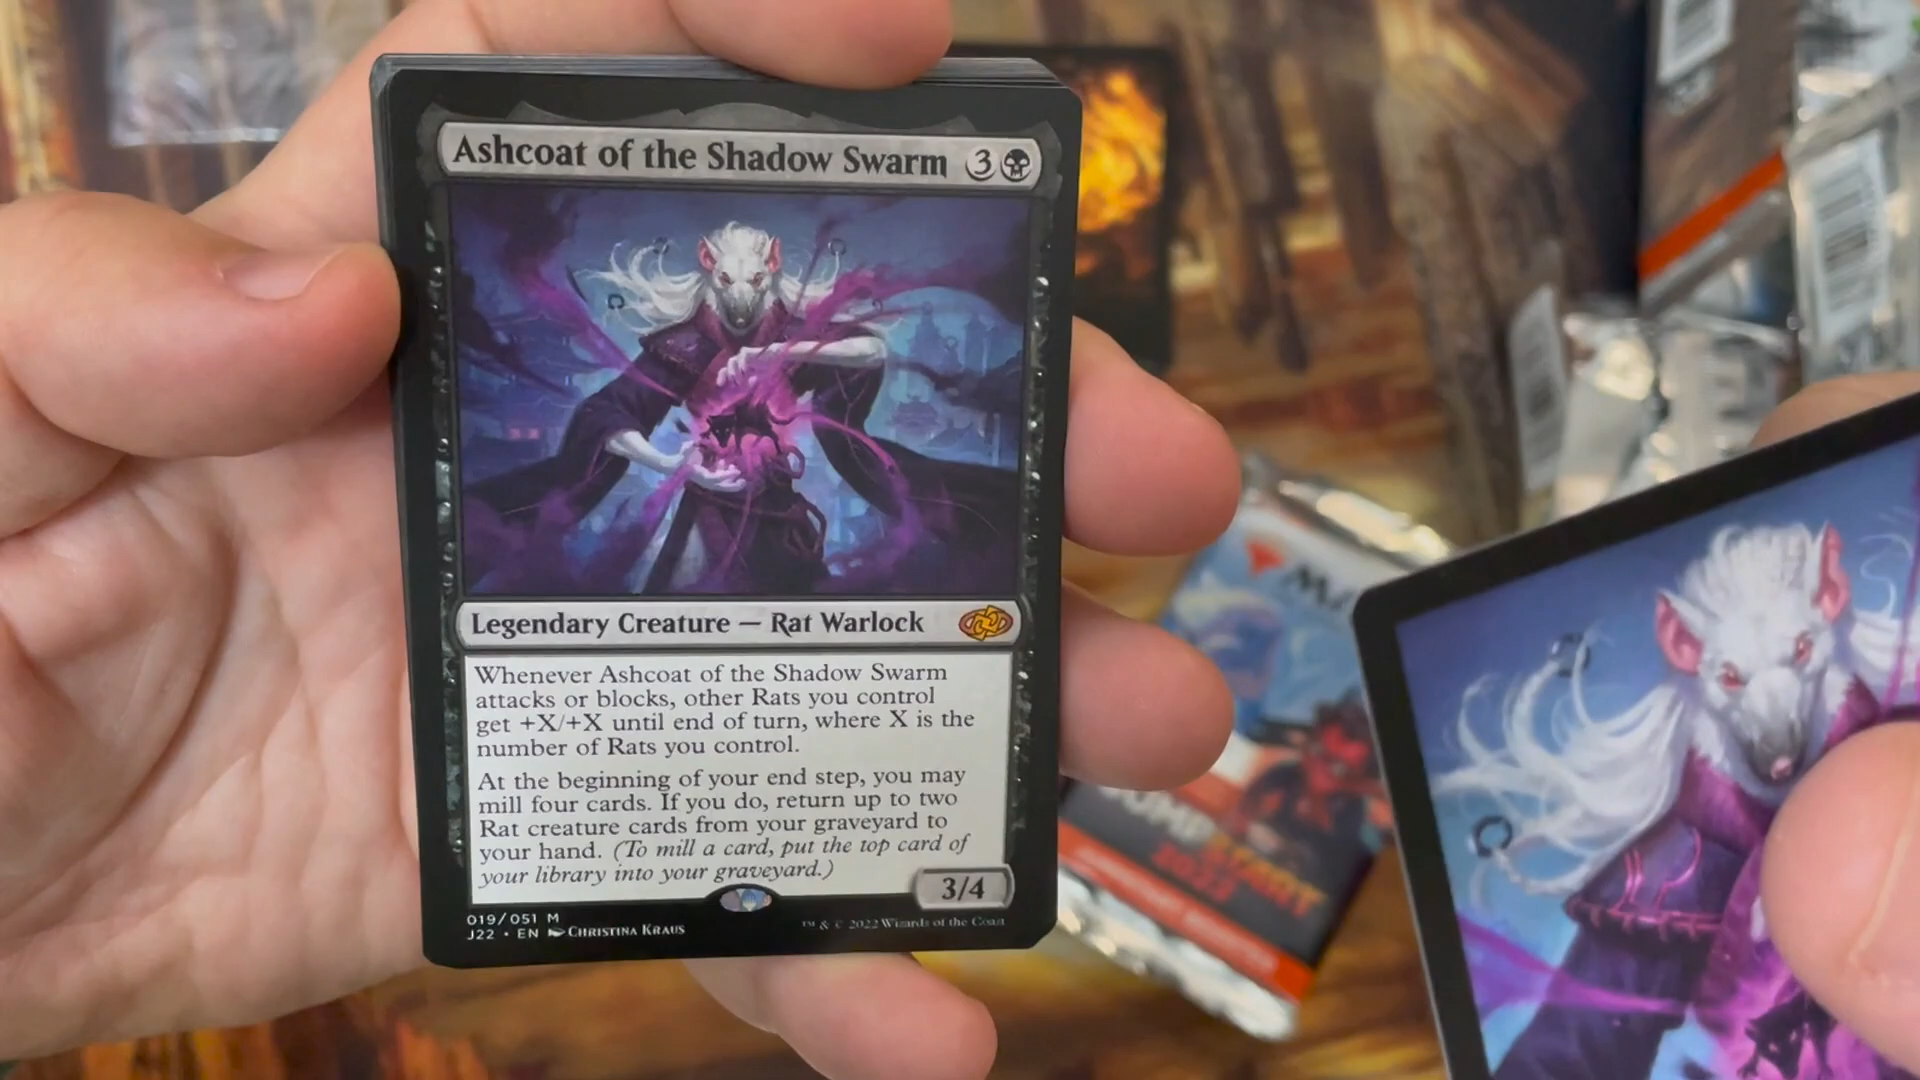 Ashcoat of the Shadow Swarm 3
Legendary Creature — Rat Warlock
Whenever Ashcoat of the Shadow Swarm
attacks or blocks, other Rats you control
get +X/+X until end of turn, where X is the
number of Rats you control.
At the beginning of your end step, you may
mill four cards. If you do, return up to two
Rat creature cards from your graveyard to
your hand. (To mill a card, put the top card of
your library into your graveyard.)
3/4
019/051 M
J22 • EN Christina Kraus
™ & © 2022 Wizards of the Coast
2022